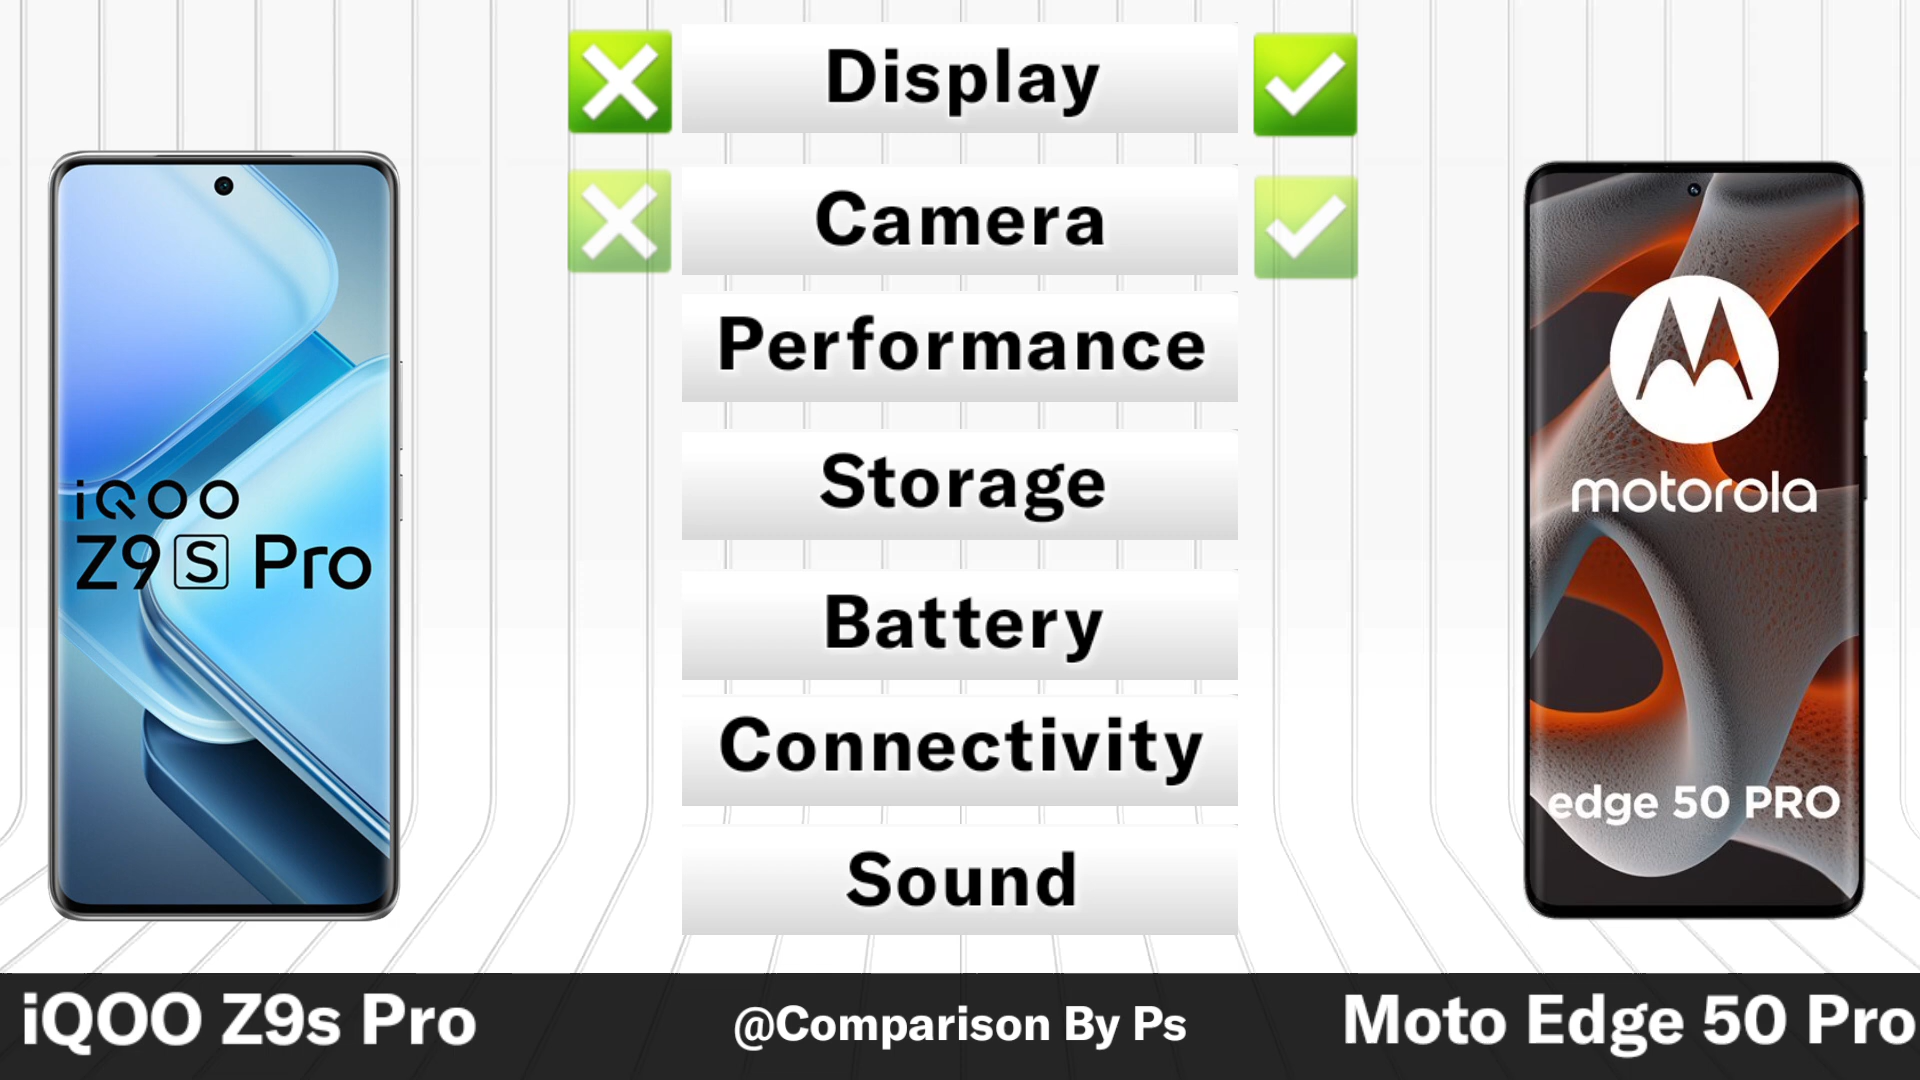 Display
Camera
Performance
Storage
Battery
Connectivity
Sound
iQOO
Z9S Pro
motorola
edge 50 PRO
iQOO Z9s Pro
@Comparison By Ps
Moto Edge 50 Pro